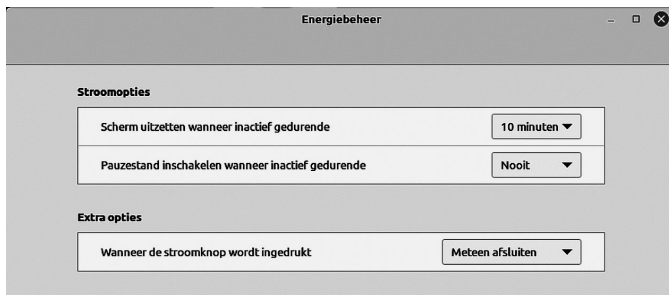 Energiebeheer
Stroomopties
Scherm uitzetten wanneer inactief gedurende 10 minuten
Pauzestand inschakelen wanneer inactief gedurende Nooit
Extra opties
Wanneer de stroomknop wordt ingedrukt Meteen afsluiten